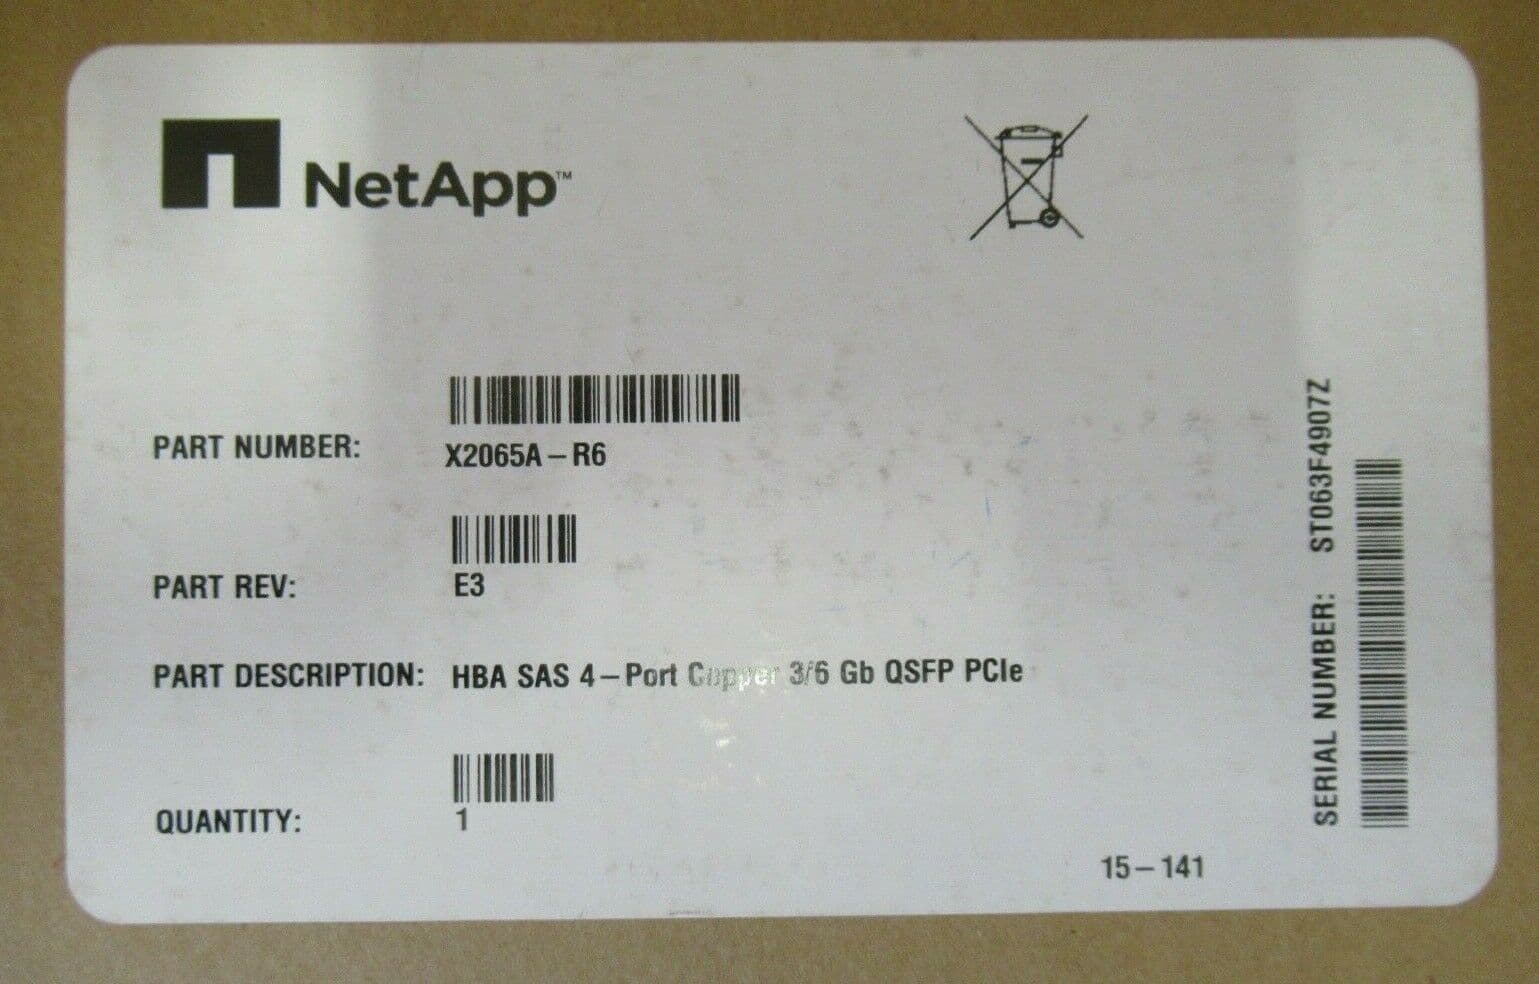 NetApp™
PART NUMBER: X2065A-R6
PART REV: E3
PART DESCRIPTION: HBA SAS 4-Port Copper 3/6 Gb QSFP PCIe
QUANTITY: 1
15-141
SERIAL NUMBER: ST063F4907Z